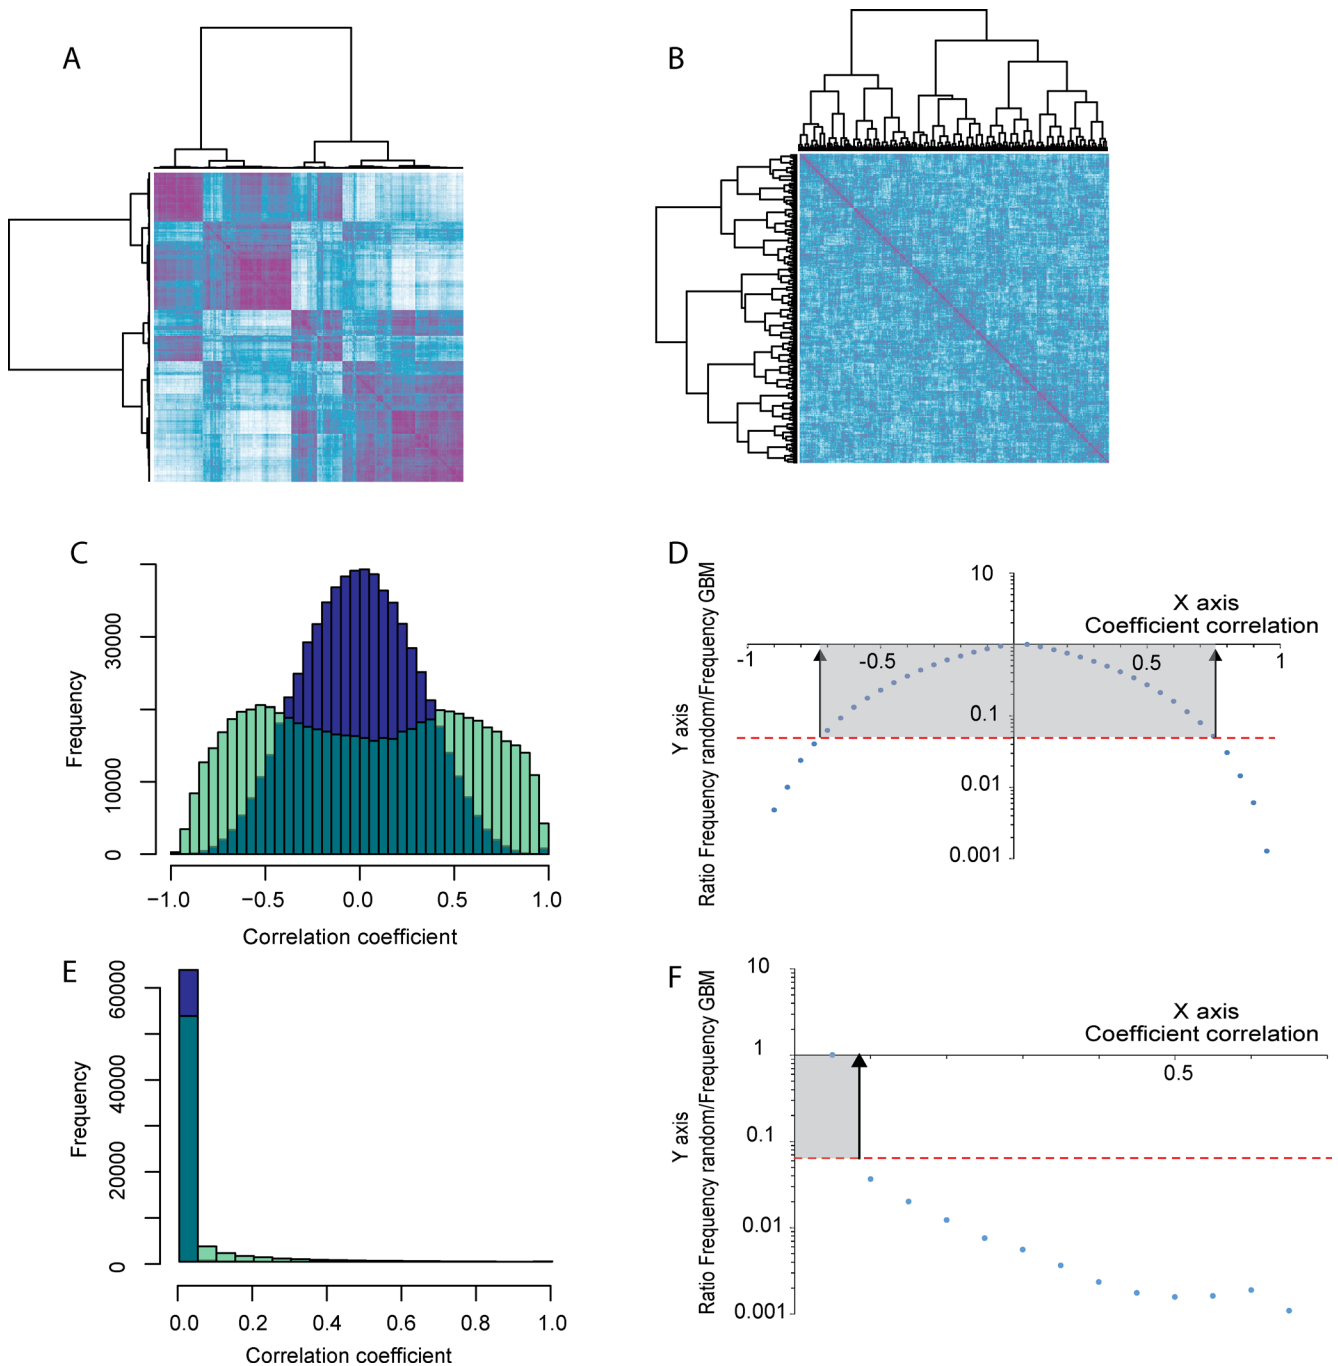 A
B
C
30000
10000
0
Frequency
−1.0
−0.5
0.0
0.5
1.0
Correlation coefficient
D
Y axis
Ratio Frequency random/Frequency GBM
10
X axis
Coefficient correlation
-1
-0.5
0.5
1
0.1
0.01
0.001
E
60000
40000
20000
0
Frequency
0.0
0.2
0.4
0.6
0.8
1.0
Correlation coefficient
F
Y axis
Ratio Frequency random/Frequency GBM
10
X axis
Coefficient correlation
1
0.5
0.1
0.01
0.001